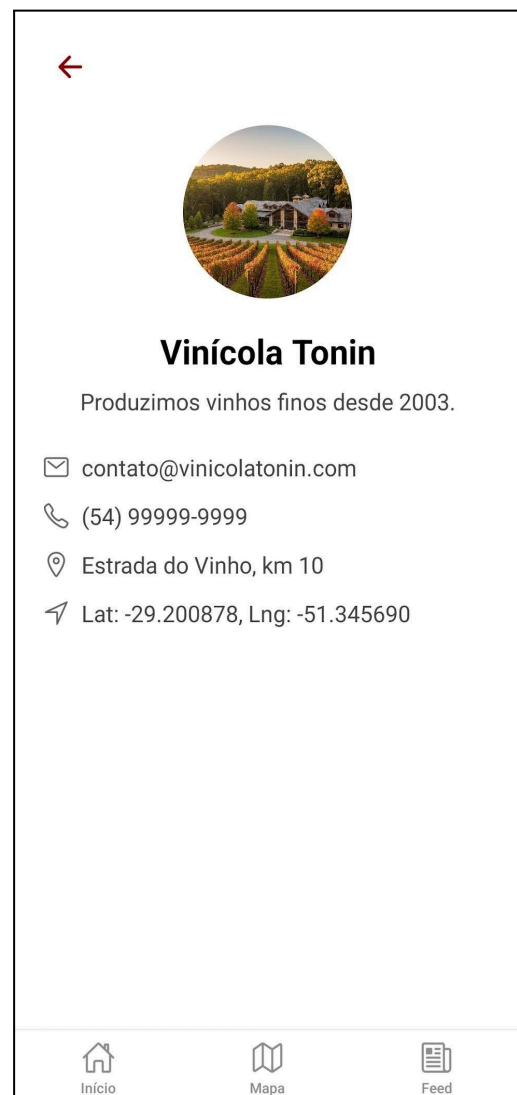 Vinícola Tonin
Produzimos vinhos finos desde 2003.
contato@vinicolatonin.com
(54) 99999-9999
Estrada do Vinho, km 10
Lat: -29.200878, Lng: -51.345690
Início
Mapa
Feed